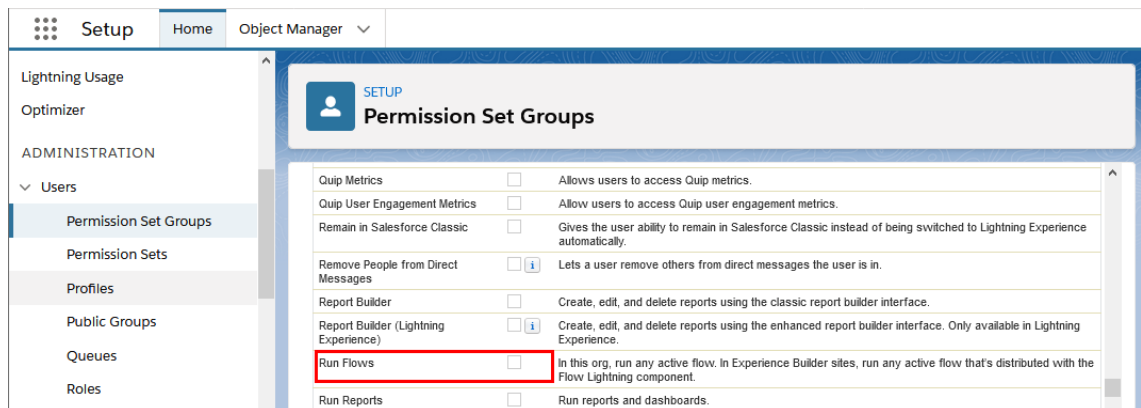 Setup
Home
Object Manager
Lightning Usage
Optimizer
ADMINISTRATION
Users
Permission Set Groups
Permission Sets
Profiles
Public Groups
Queues
Roles
SETUP
Permission Set Groups
Quip Metrics
Allows users to access Quip metrics.
Quip User Engagement Metrics
Allow users to access Quip user engagement metrics.
Remain in Salesforce Classic
Gives the user ability to remain in Salesforce Classic instead of being switched to Lightning Experience
automatically.
Remove People from Direct
Messages
i
Lets a user remove others from direct messages the user is in.
Report Builder
Create, edit, and delete reports using the classic report builder interface.
Report Builder (Lightning
Experience)
i
Create, edit, and delete reports using the enhanced report builder interface. Only available in Lightning
Experience.
Run Flows
In this org, run any active flow. In Experience Builder sites, run any active flow that's distributed with the
Flow Lightning component.
Run Reports
Run reports and dashboards.